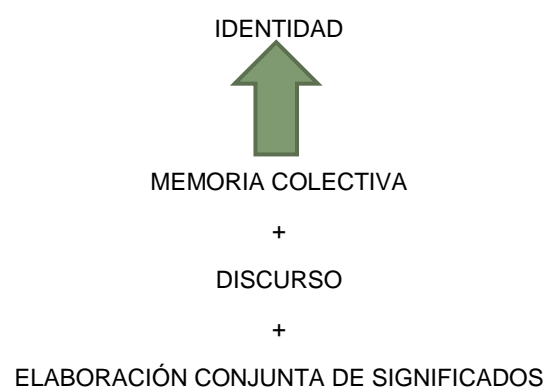 IDENTIDAD
MEMORIA COLECTIVA
+
DISCURSO
+
ELABORACIÓN CONJUNTA DE SIGNIFICADOS